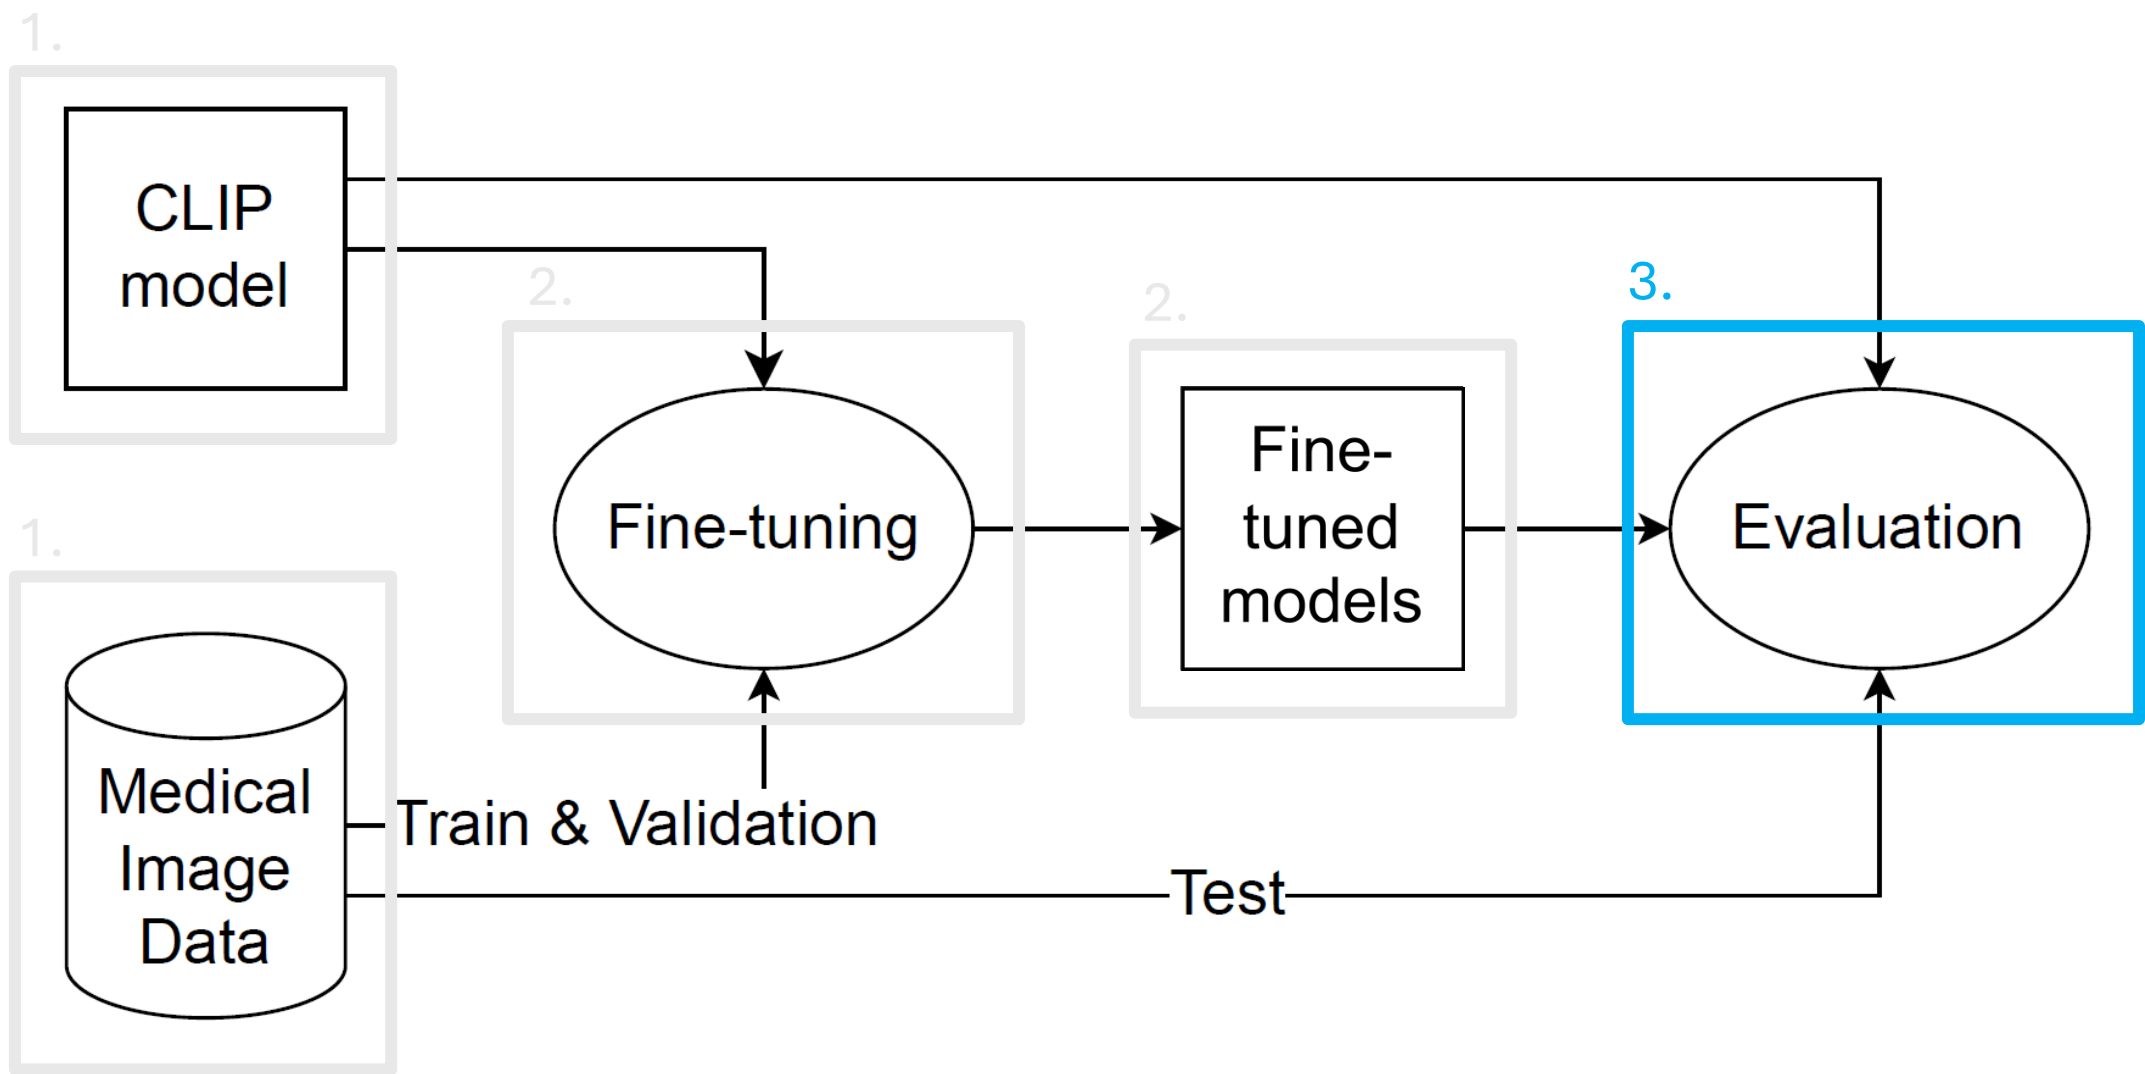 1.
CLIP
model
2.
Fine-tuning
2.
Fine-
tuned
models
3.
Evaluation
1.
Medical
Image
Data
Train & Validation
Test